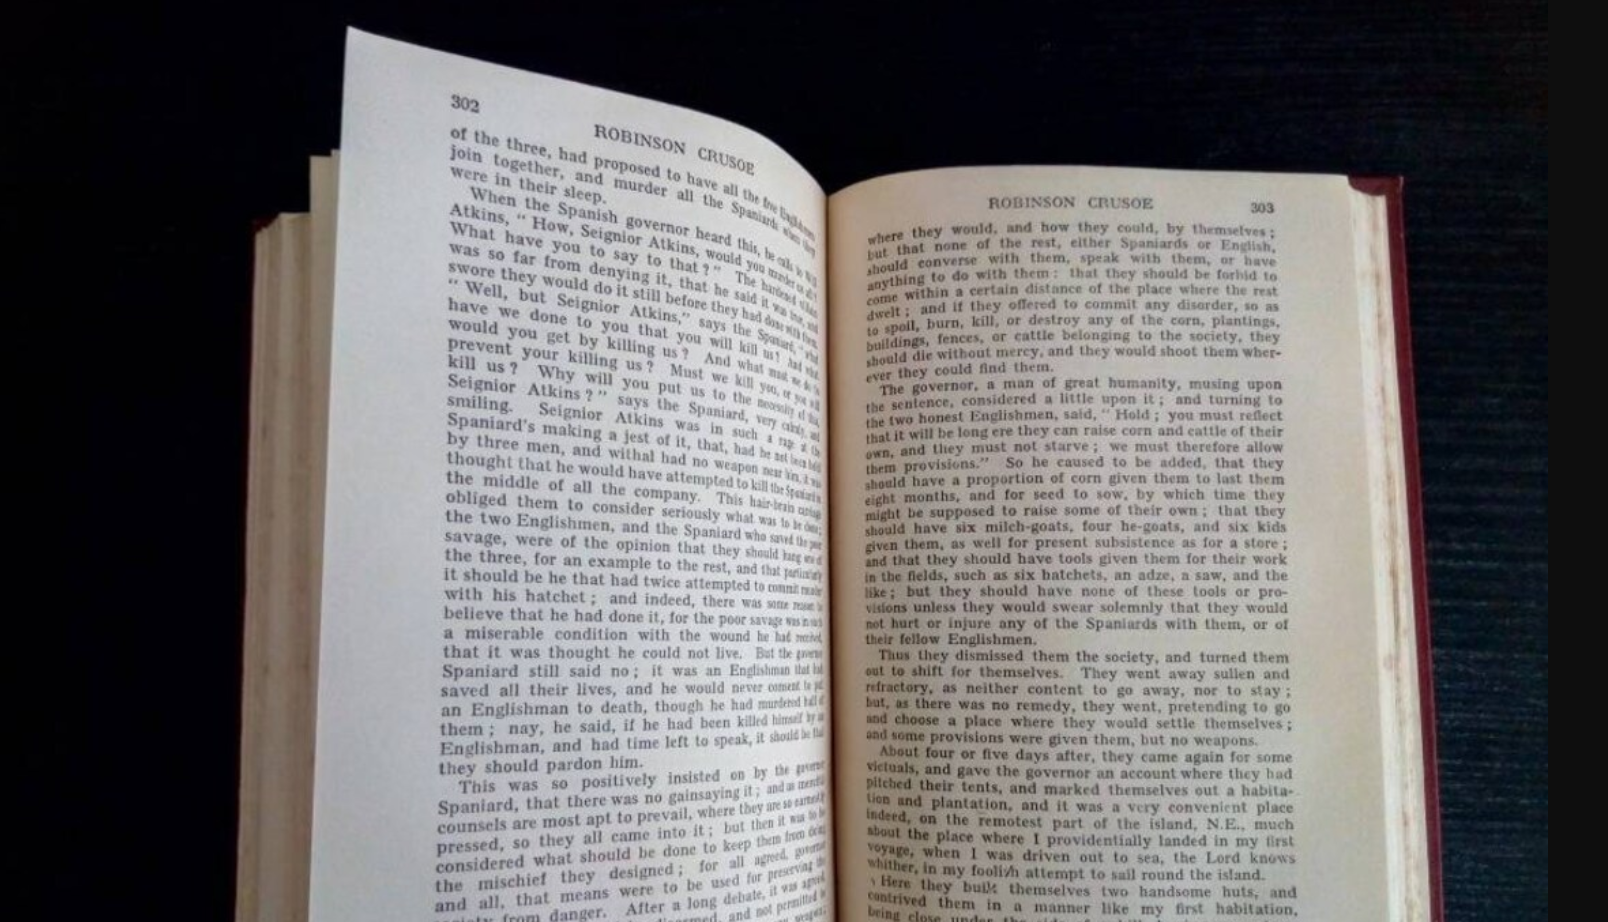 302
ROBINSON CRUSOE
of the three, had proposed to have all the five Englishmen
join together, and murder all the Spaniards when they
were in their sleep.
When the Spanish governor heard this, he calls to Will
Atkins, “ How, Seignior Atkins, would you murder us all?
What have you to say to that ? ” The hardened villain
was so far from denying it, that he said it was true, and
swore they would do it still before they had done with them.
“ Well, but Seignior Atkins,” says the Spaniard, “ what
have we done to you that you will kill us? And what
would you get by killing us ? And what must we do to
prevent your killing us ? Must we kill you, or you will
kill us ? Why will you put us to the necessity of this,
Seignior Atkins ? ” says the Spaniard, very calmly, and
smiling. Seignior Atkins was in such a rage at the
Spaniard's making a jest of it, that, had he not been held
by three men, and withal had no weapon near him, it was
thought that he would have attempted to kill the Spaniard in
the middle of all the company. This hair-brain carriage
obliged them to consider seriously what was to be done;
the two Englishmen, and the Spaniard who saved the poor
savage, were of the opinion that they should hang one of
the three, for an example to the rest, and that particularly
it should be he that had twice attempted to commit murder
with his hatchet ; and indeed, there was some reason to
believe that he had done it, for the poor savage was in such
a miserable condition with the wound he had received,
that it was thought he could not live. But the governor
Spaniard still said no ; it was an Englishman that had
saved all their lives, and he would never consent to put
an Englishman to death, though he had murdered half of
them ; nay, he said, if he had been killed himself by an
Englishman, and had time left to speak, it should be that
they should pardon him.
This was so positively insisted on by the governor
Spaniard, that there was no gainsaying it ; and as merciful
counsels are most apt to prevail, where they are so earnestly
pressed, so they all came into it ; but then it was to be
considered what should be done to keep them from doing
the mischief they designed ; for all agreed, governor
and all, that means were to be used for preserving the
society from danger. After a long debate, it was agreed,
disarmed, and not permitted
ROBINSON CRUSOE
303
where they would, and how they could, by themselves ;
but that none of the rest, either Spaniards or English,
should converse with them, speak with them, or have
anything to do with them : that they should be forbid to
come within a certain distance of the place where the rest
dwelt ; and if they offered to commit any disorder, so as
to spoil, burn, kill, or destroy any of the corn, plantings,
buildings, fences, or cattle belonging to the society, they
should die without mercy, and they would shoot them wher-
ever they could find them.
The governor, a man of great humanity, musing upon
the sentence, considered a little upon it ; and turning to
the two honest Englishmen, said, “ Hold ; you must reflect
that it will be long ere they can raise corn and cattle of their
own, and they must not starve ; we must therefore allow
them provisions.” So he caused to be added, that they
should have a proportion of corn given them to last them
eight months, and for seed to sow, by which time they
might be supposed to raise some of their own ; that they
should have six milch-goats, four he-goats, and six kids
given them, as well for present subsistence as for a store ;
and that they should have tools given them for their work
in the fields, such as six hatchets, an adze, a saw, and the
like ; but they should have none of these tools or pro-
visions unless they would swear solemnly that they would
not hurt or injure any of the Spaniards with them, or of
their fellow Englishmen.
Thus they dismissed them the society, and turned them
out to shift for themselves. They went away sullen and
refractory, as neither content to go away, nor to stay ;
but, as there was no remedy, they went, pretending to go
and choose a place where they would settle themselves ;
and some provisions were given them, but no weapons.
About four or five days after, they came again for some
victuals, and gave the governor an account where they had
pitched their tents, and marked themselves out a habita-
tion and plantation, and it was a very convenient place
indeed, on the remotest part of the island, N.E., much
about the place where I providentially landed in my first
voyage, when I was driven out to sea, the Lord knows
whither, in my foolish attempt to sail round the island.
Here they built themselves two handsome huts, and
contrived them in a manner like my first habitation,
being close under the side of a hill